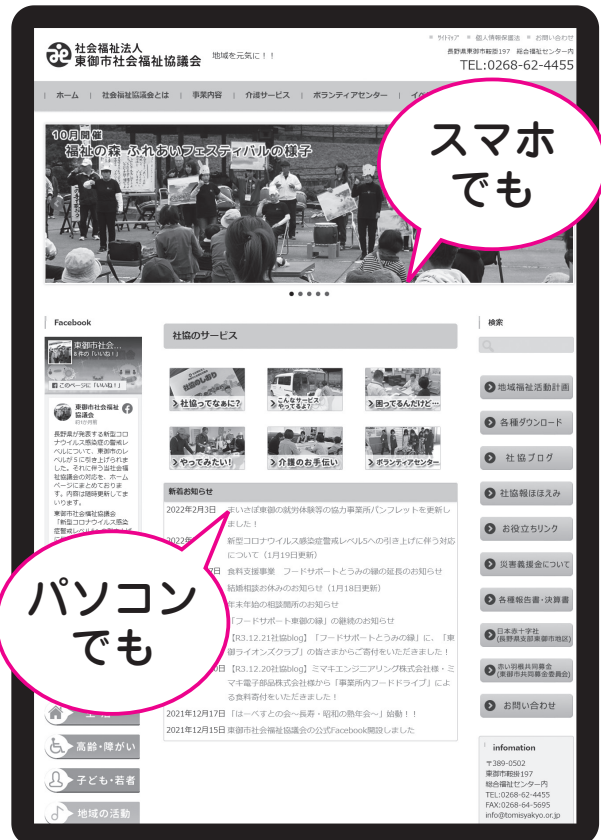 社会福祉法人
東御市社会福祉協議会
地域を元気に！！
サイトマップ
個人情報保護法
お問い合わせ
長野県東御市鞍掛197 総合福祉センター内
TEL:0268-62-4455
ホーム
社会福祉協議会とは
事業内容
介護サービス
ボランティアセンター
10月開催
福祉の森 ふれあいフェスティバルの様子
スマホ
でも
Facebook
東御市社会...
「いいね！」
このページに「いいね！」
東御市社会福祉
協議会
長野県が発表する新型コロ
ナウイルス感染症の警戒レ
ベルについて、東御市のレ
ベルが5に引き上げられま
した。それに伴う当社会福
祉協議会の対応を、ホーム
ページにまとめておりま
す。内容は随時更新してま
いります。
東御市社会福祉協議会
「新型コロナウイルス感染
社協のサービス
社協ってなぁに？
こんなサービス
やってるよ？
困ってるんだけど…
やってみたい！
介護のお手伝い
ボランティアセンター
新着お知らせ
2022年2月3日
まいさぽ東御の就労体験等の協力事業所パンフレットを更新し
ました！
新型コロナウイルス感染症警戒レベル5への引き上げに伴う対応
について（1月19日更新）
食料支援事業 フードサポートとうみの縁の延長のお知らせ
結婚相談お休みのお知らせ（1月18日更新）
年末年始の相談開所のお知らせ
「フードサポート東御の縁」の継続のお知らせ
【R3.12.21社協blog】「フードサポートとうみの縁」に、「東
御ライオンズクラブ」の皆さまからご寄付をいただきました！
【R3.12.20社協blog】ミマキエンジニアリング株式会社様・ミ
マキ電子部品株式会社様から「事業所内フードドライブ」によ
る食料寄付をいただきました！
2021年12月17日
「はーべすとの会～長寿・昭和の熟年会～」始動！！
2021年12月15日
東御市社会福祉協議会の公式Facebook開設しました
パソコン
でも
高齢・障がい
子ども・若者
地域の活動
検索
地域福祉活動計画
各種ダウンロード
社協ブログ
社協報ほほえみ
お役立ちリンク
災害義援金について
各種報告書・決算書
日本赤十字社
(長野県支部東御市地区)
赤い羽根共同募金
(東御市共同募金委員会)
お問い合わせ
infomation
〒389-0502
東御市鞍掛197
総合福祉センター内
TEL:0268-62-4455
FAX:0268-64-5695
info@tomisyakyo.or.jp